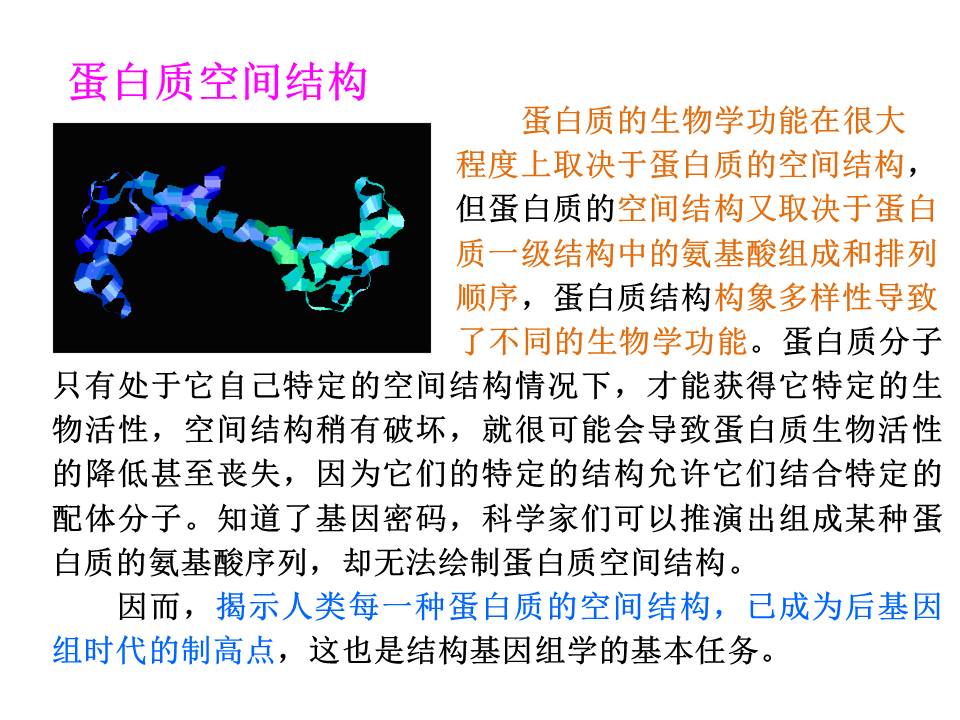 蛋白质空间结构
蛋白质的生物学功能在很大
程度上取决于蛋白质的空间结构，
但蛋白质的空间结构又取决于蛋白
质一级结构中的氨基酸组成和排列
顺序，蛋白质结构构象多样性导致
了不同的生物学功能。蛋白质分子
只有处于它自己特定的空间结构情况下，才能获得它特定的生
物活性，空间结构稍有破坏，就很可能会导致蛋白质生物活性
的降低甚至丧失，因为它们的特定的结构允许它们结合特定的
配体分子。知道了基因密码，科学家们可以推演出组成某种蛋
白质的氨基酸序列，却无法绘制蛋白质空间结构。
因而，揭示人类每一种蛋白质的空间结构，已成为后基因
组时代的制高点，这也是结构基因组学的基本任务。